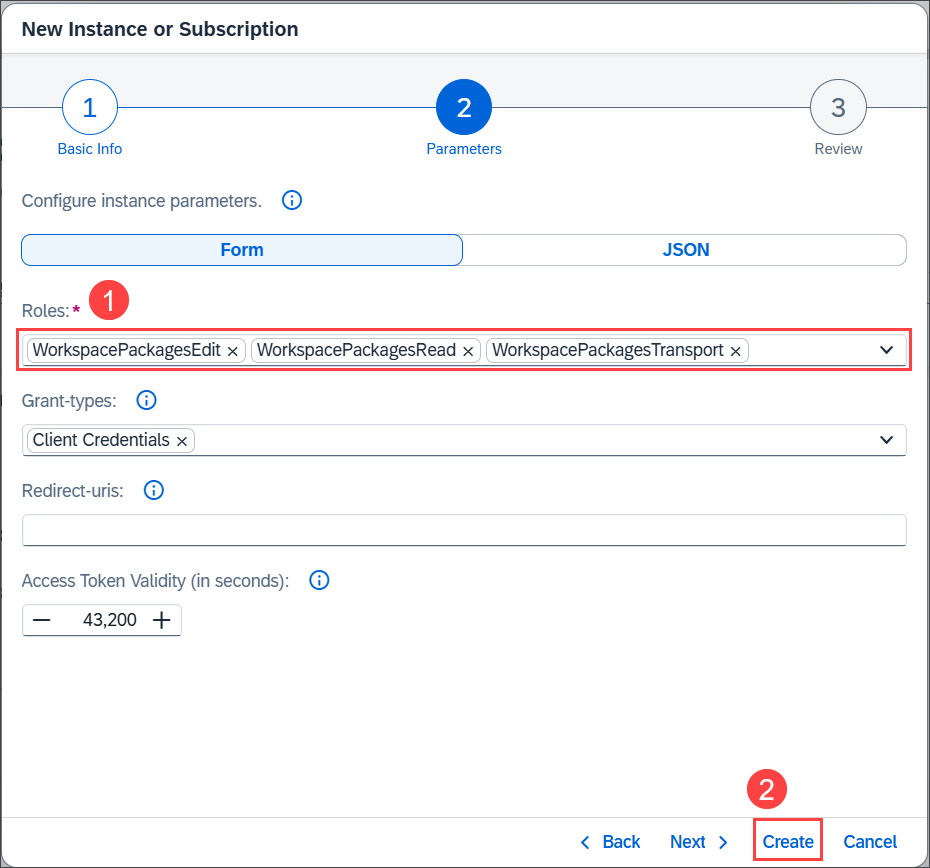 New Instance or Subscription
1 2 3
Basic Info Parameters Review
Configure instance parameters.
Form JSON
Roles:* 1
WorkspacePackagesEdit WorkspacePackagesRead WorkspacePackagesTransport
Grant-types:
Client Credentials
Redirect-uris:
Access Token Validity (in seconds):
43,200
2
Back Next Create Cancel